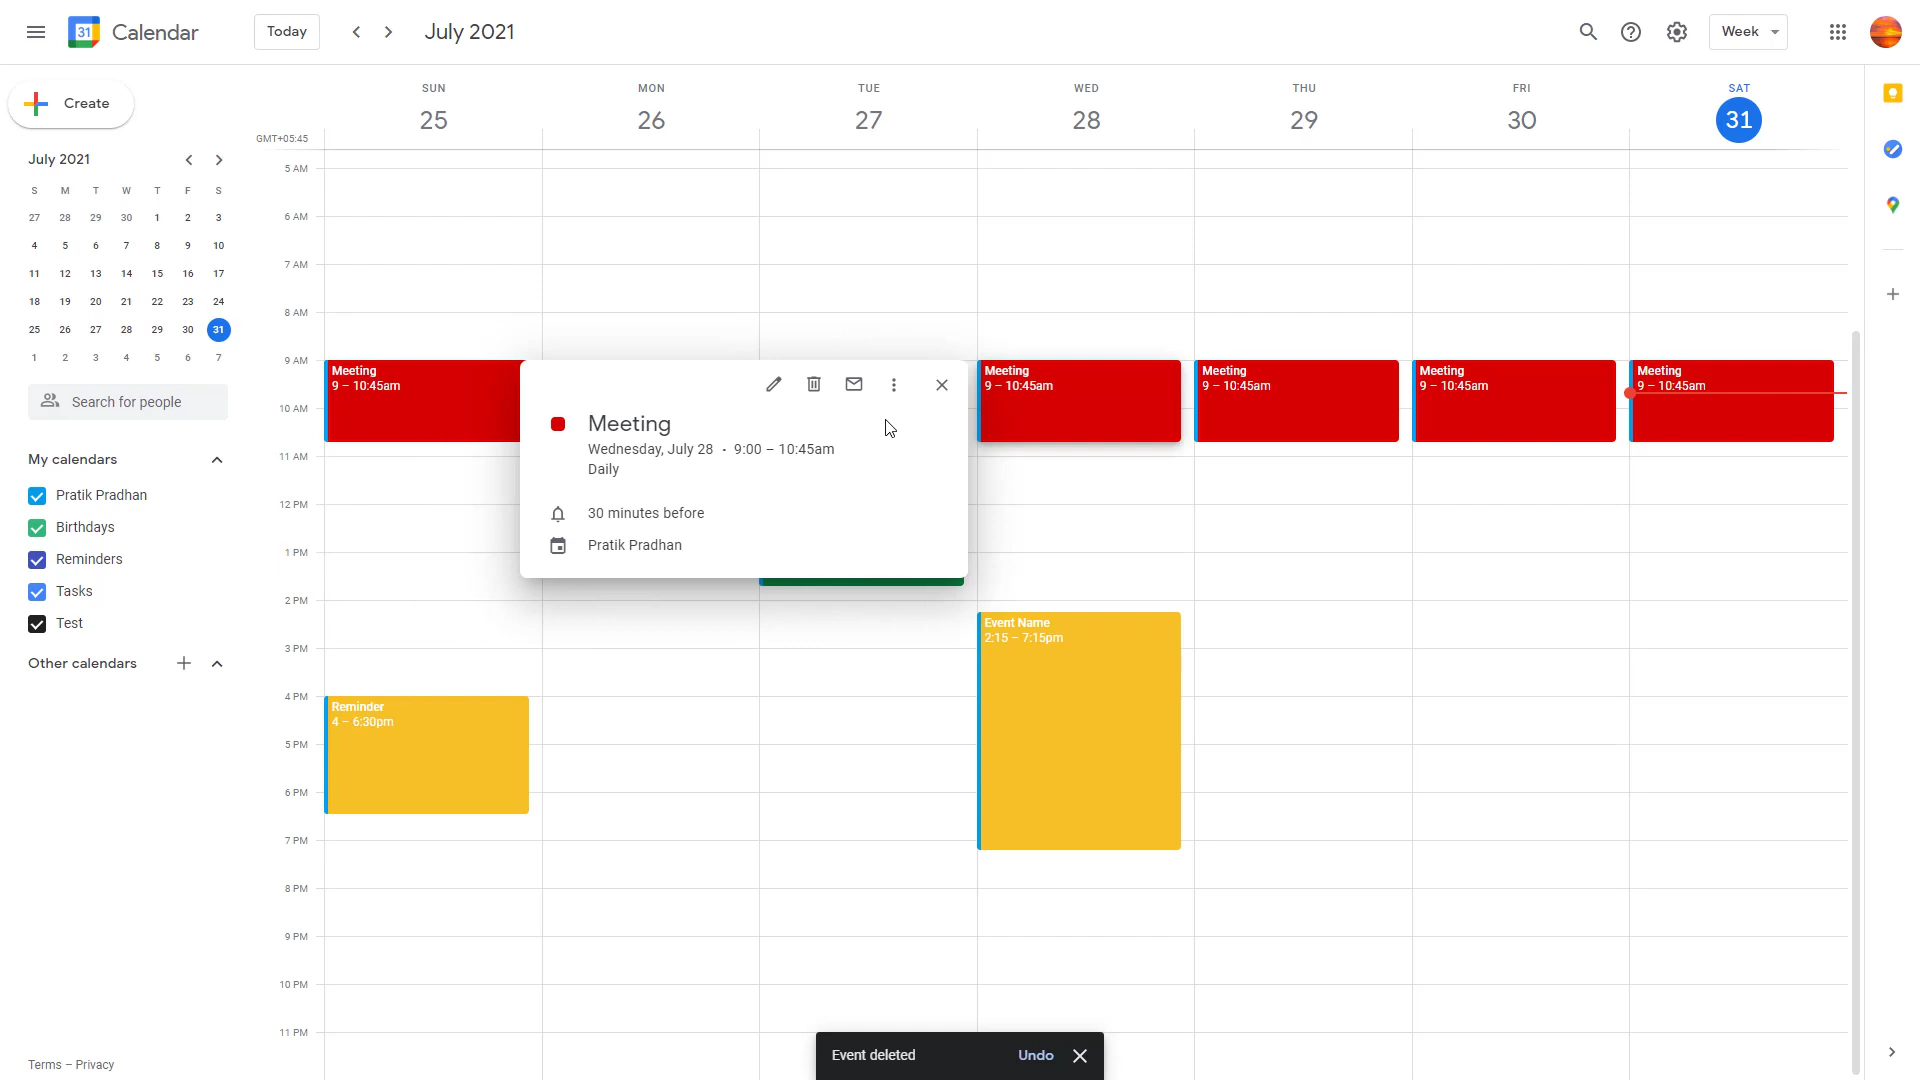 31 Calendar Today July 2021 Week
Create
July 2021
S M T W T F S
27 28 29 30 1 2 3
4 5 6 7 8 9 10
11 12 13 14 15 16 17
18 19 20 21 22 23 24
25 26 27 28 29 30 31
1 2 3 4 5 6 7
Search for people
My calendars
Pratik Pradhan
Birthdays
Reminders
Tasks
Test
Other calendars
Terms – Privacy
SUN MON TUE WED THU FRI SAT
25 26 27 28 29 30 31
GMT+05:45
5 AM
6 AM
7 AM
8 AM
9 AM
10 AM
11 AM
12 PM
1 PM
2 PM
3 PM
4 PM
5 PM
6 PM
7 PM
8 PM
9 PM
10 PM
11 PM
Meeting
9 – 10:45am
Reminder
4 – 6:30pm
Meeting
Wednesday, July 28 • 9:00 – 10:45am
Daily
30 minutes before
Pratik Pradhan
Meeting
9 – 10:45am
Event Name
2:15 – 7:15pm
Meeting
9 – 10:45am
Meeting
9 – 10:45am
Meeting
9 – 10:45am
Event deleted Undo